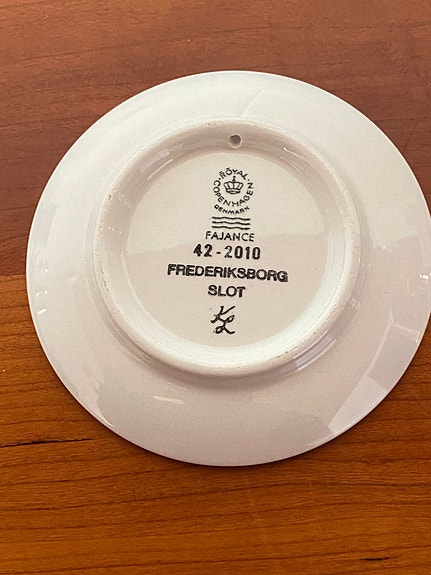 ROYAL
COPENHAGEN
DENMARK
FAJANCE
42-2010
FREDERIKSBORG
SLOT